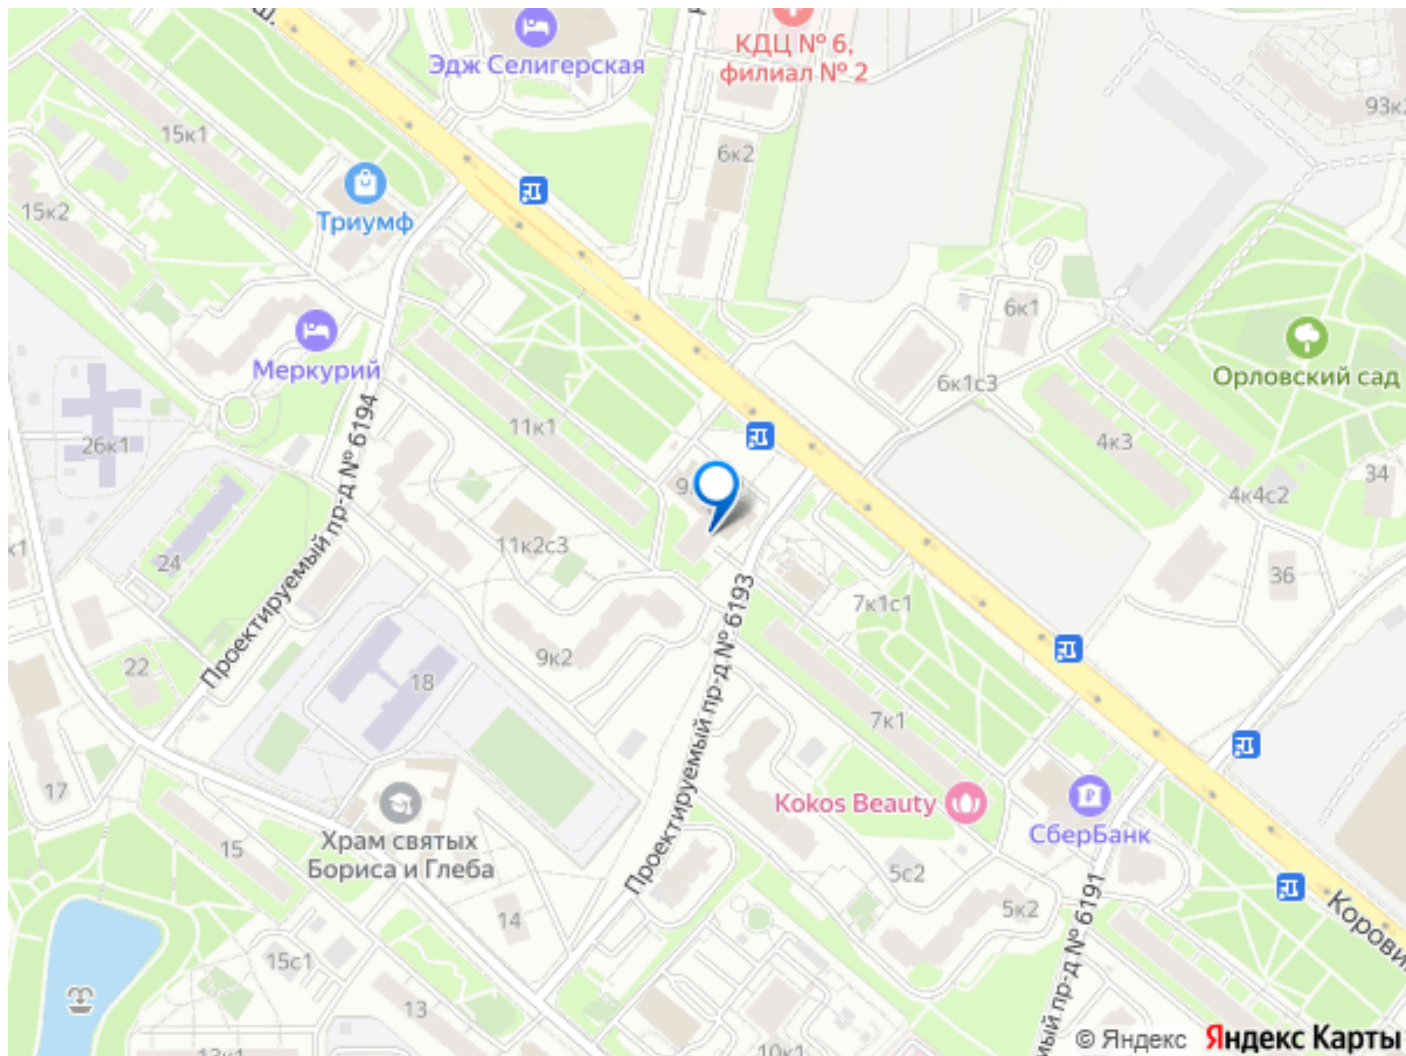 ш.
Эдж Селигерская
КДЦ № 6,
филиал № 2
93к2
15к1
6к2
15к2
Триумф
6к1
Меркурий
6к1с3
Орловский сад
11к1
26к1
4к3
Проектируемый пр-д № 6194
34
4к4с2
11к2с3
24
36
7к1с1
Проектируемый пр-д № 6193
9к2
22
18
7к1
17
Kokos Beauty
СберБанк
Храм святых
Бориса и Глеба
15
5с2
14
5к2
15с1
13
пр-д № 6191
13к1
10к1
© Яндекс
Яндекс Карты